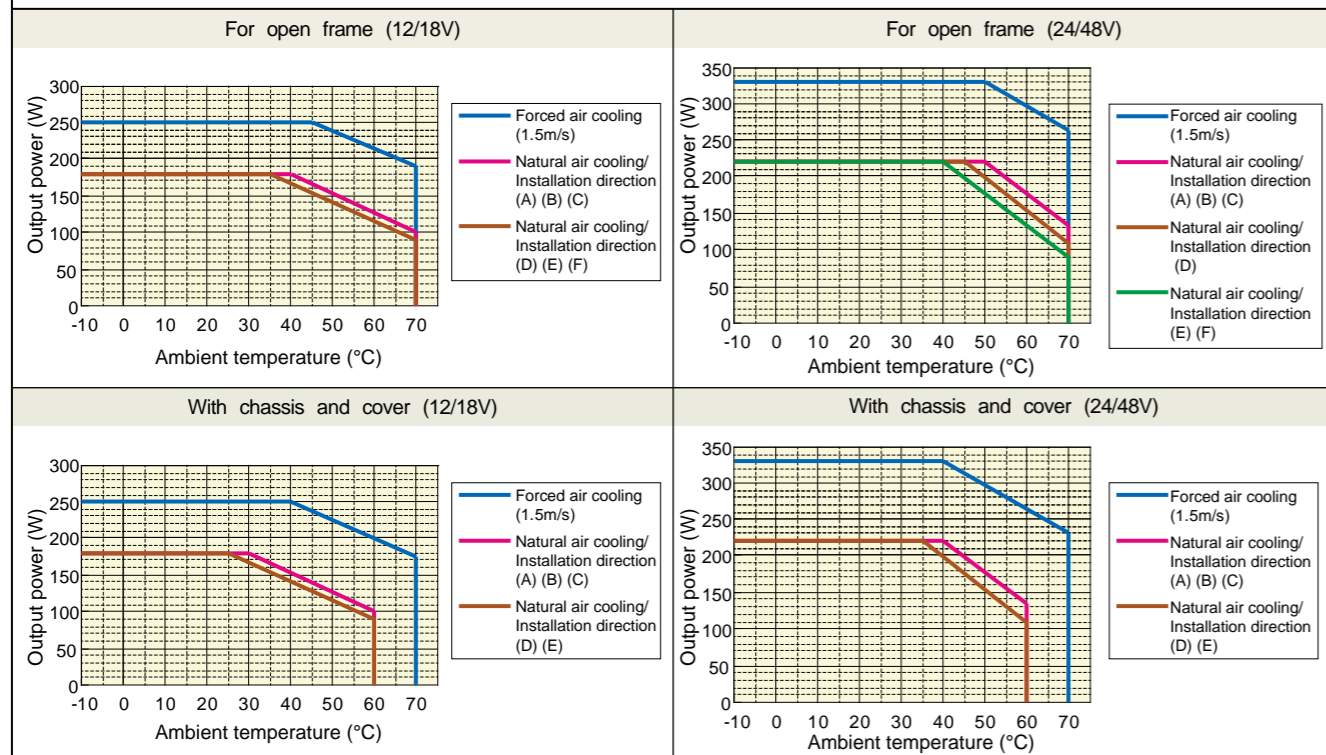 For open frame (12/18V)
Output power (W)
300
250
200
150
100
50
0
-10 0 10 20 30 40 50 60 70
Ambient temperature (°C)
Forced air cooling
(1.5m/s)
Natural air cooling/
Installation direction
(A) (B) (C)
Natural air cooling/
Installation direction
(D) (E) (F)
For open frame (24/48V)
Output power (W)
350
300
250
200
150
100
50
0
-10 0 10 20 30 40 50 60 70
Ambient temperature (°C)
Forced air cooling
(1.5m/s)
Natural air cooling/
Installation direction
(A) (B) (C)
Natural air cooling/
Installation direction
(D)
Natural air cooling/
Installation direction
(E) (F)
With chassis and cover (12/18V)
Output power (W)
300
250
200
150
100
50
0
-10 0 10 20 30 40 50 60 70
Ambient temperature (°C)
Forced air cooling
(1.5m/s)
Natural air cooling/
Installation direction
(A) (B) (C)
Natural air cooling/
Installation direction
(D) (E)
With chassis and cover (24/48V)
Output power (W)
350
300
250
200
150
100
50
0
-10 0 10 20 30 40 50 60 70
Ambient temperature (°C)
Forced air cooling
(1.5m/s)
Natural air cooling/
Installation direction
(A) (B) (C)
Natural air cooling/
Installation direction
(D) (E)